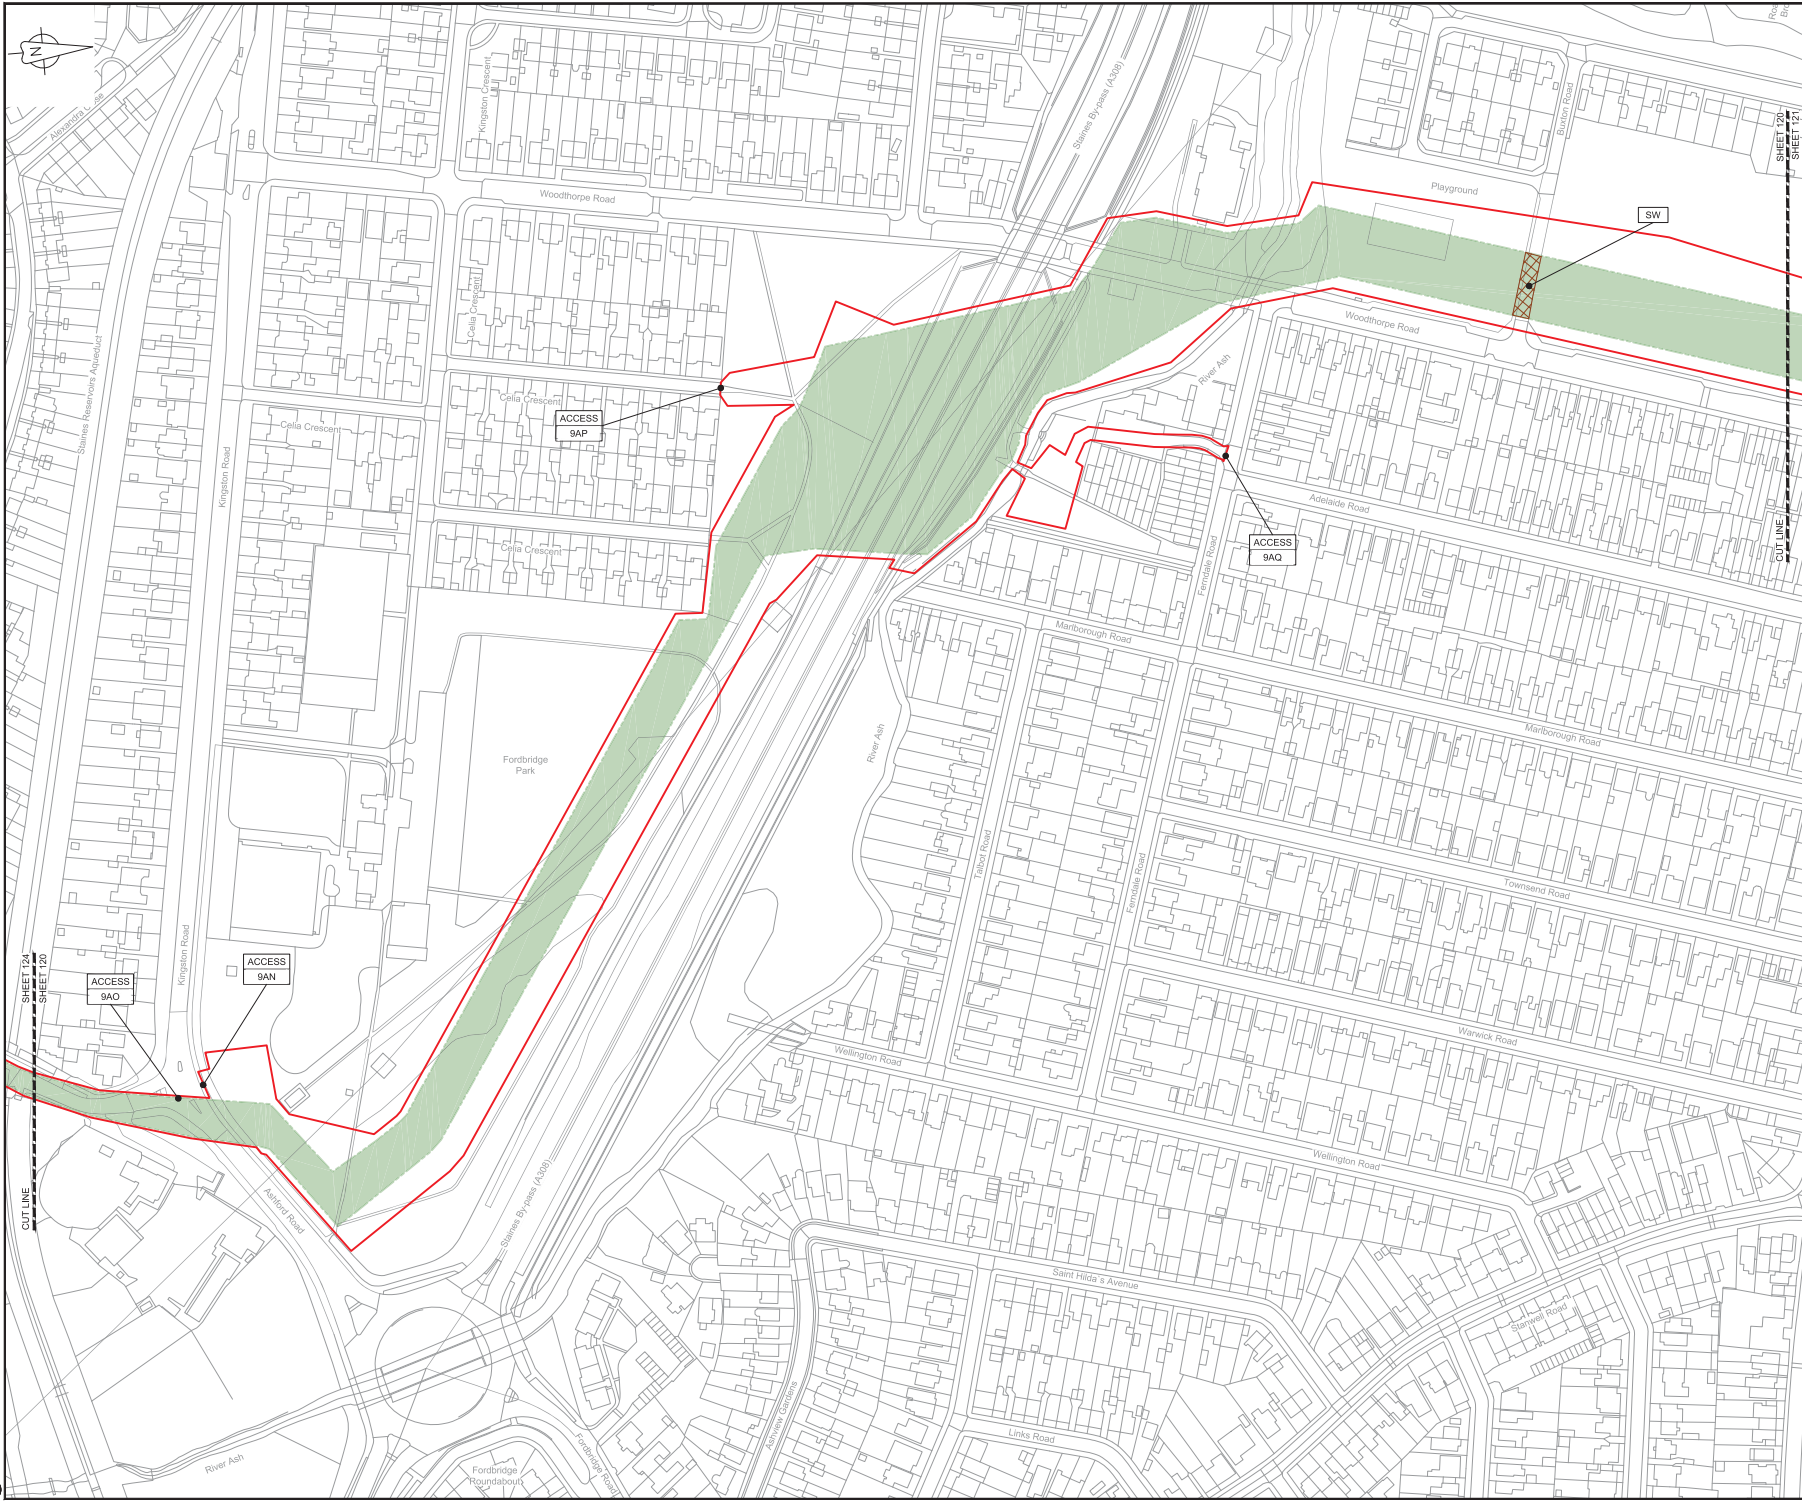 N
Alexandra Close
Kingston Crescent
Staines By-pass (A308)
Buxton Road
SHEET 120
SHEET 121
Woodthorpe Road
Playground
SW
Celia Crescent
Woodthorpe Road
Staines Reservoirs Aqueduct
River Ash
Celia Crescent
ACCESS
9AP
Celia Crescent
Kingston Road
Adelaide Road
CUT LINE
ACCESS
9AQ
Celia Crescent
Ferndale Road
Marlborough Road
River Ash
Marlborough Road
Fordbridge
Park
Talbot Road
Ferndale Road
Townsend Road
Kingston Road
SHEET 124
SHEET 120
ACCESS
9AN
ACCESS
9AO
Warwick Road
Wellington Road
Wellington Road
CUT LINE
Ashford Road
Staines By-pass (A308)
Saint Hilda's Avenue
Stanwell Road
Ashview Gardens
Links Road
River Ash
Fordbridge
Roundabout
Fordbridge Road